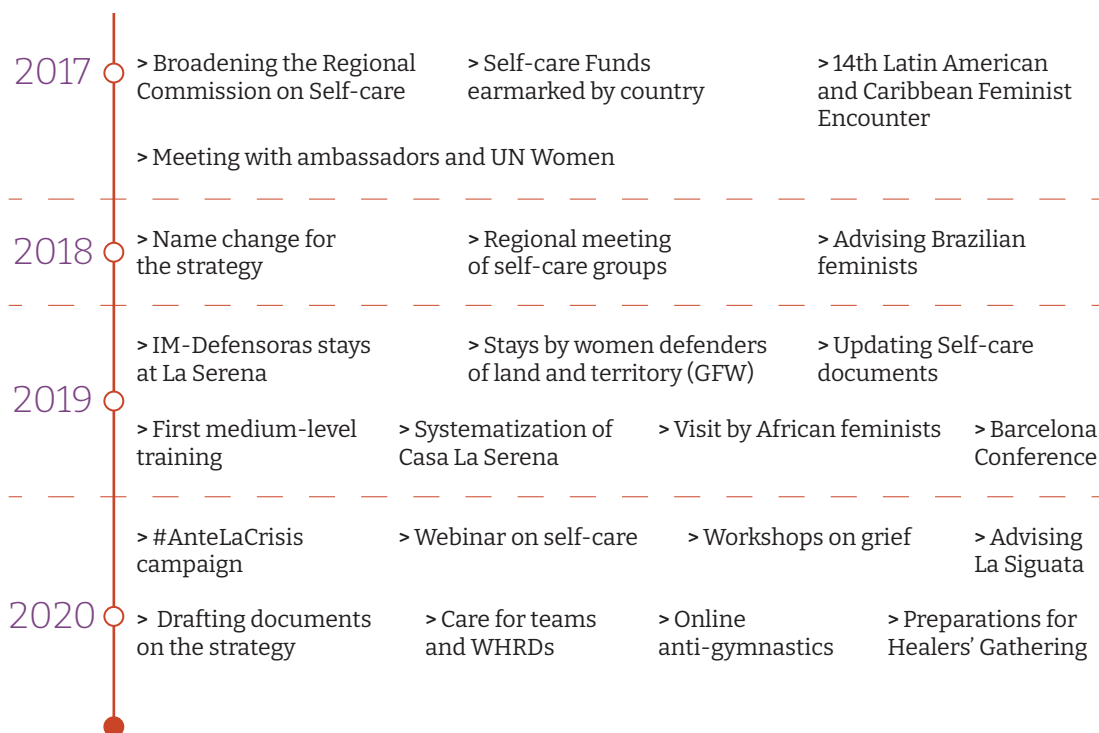 2017
> Broadening the Regional
Commission on Self-care
> Self-care Funds
earmarked by country
> 14th Latin American
and Caribbean Feminist
Encounter
> Meeting with ambassadors and UN Women
2018
> Name change for
the strategy
> Regional meeting
of self-care groups
> Advising Brazilian
feminists
2019
> IM-Defensoras stays
at La Serena
> Stays by women defenders
of land and territory (GFW)
> Updating Self-care
documents
> First medium-level
training
> Systematization of
Casa La Serena
> Visit by African feminists
> Barcelona
Conference
2020
> #AnteLaCrisis
campaign
> Webinar on self-care
> Workshops on grief
> Advising
La Siguata
> Drafting documents
on the strategy
> Care for teams
and WHRDs
> Online
anti-gymnastics
> Preparations for
Healers' Gathering